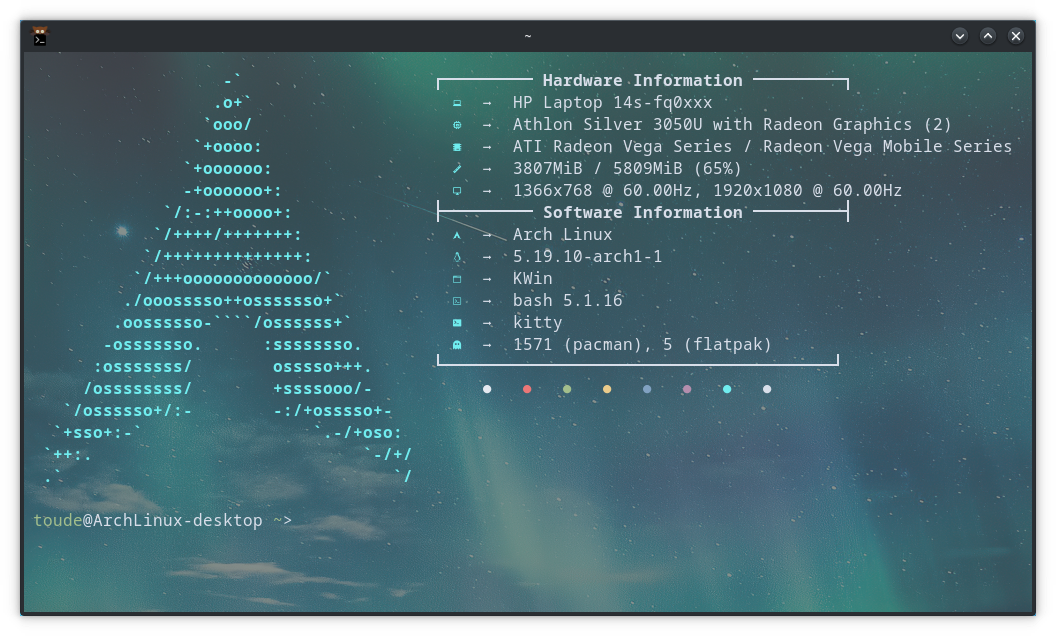 ~
-`
.o+`
`ooo/
`+oooo:
`+oooooo:
-+oooooo+:
`/:-:++oooo+:
`/++++/+++++++:
`/++++++++++++++:
`/+++ooooooooooooo/`
./ooosssso++osssssso+`
.oossssso-````/ossssss+`
-osssssso. :ssssssso.
:osssssss/ osssso+++.
/ossssssss/ +ssssooo/-
`/ossssso+/:- -:/+osssso+-
`+sso+:-` `.-/+oso:
`++:. `-/+/
.` `/
Hardware Information
→ HP Laptop 14s-fq0xxx
→ Athlon Silver 3050U with Radeon Graphics (2)
→ ATI Radeon Vega Series / Radeon Vega Mobile Series
→ 3807MiB / 5809MiB (65%)
→ 1366x768 @ 60.00Hz, 1920x1080 @ 60.00Hz
Software Information
→ Arch Linux
→ 5.19.10-arch1-1
→ KWin
→ bash 5.1.16
→ kitty
→ 1571 (pacman), 5 (flatpak)
toude@ArchLinux-desktop ~>